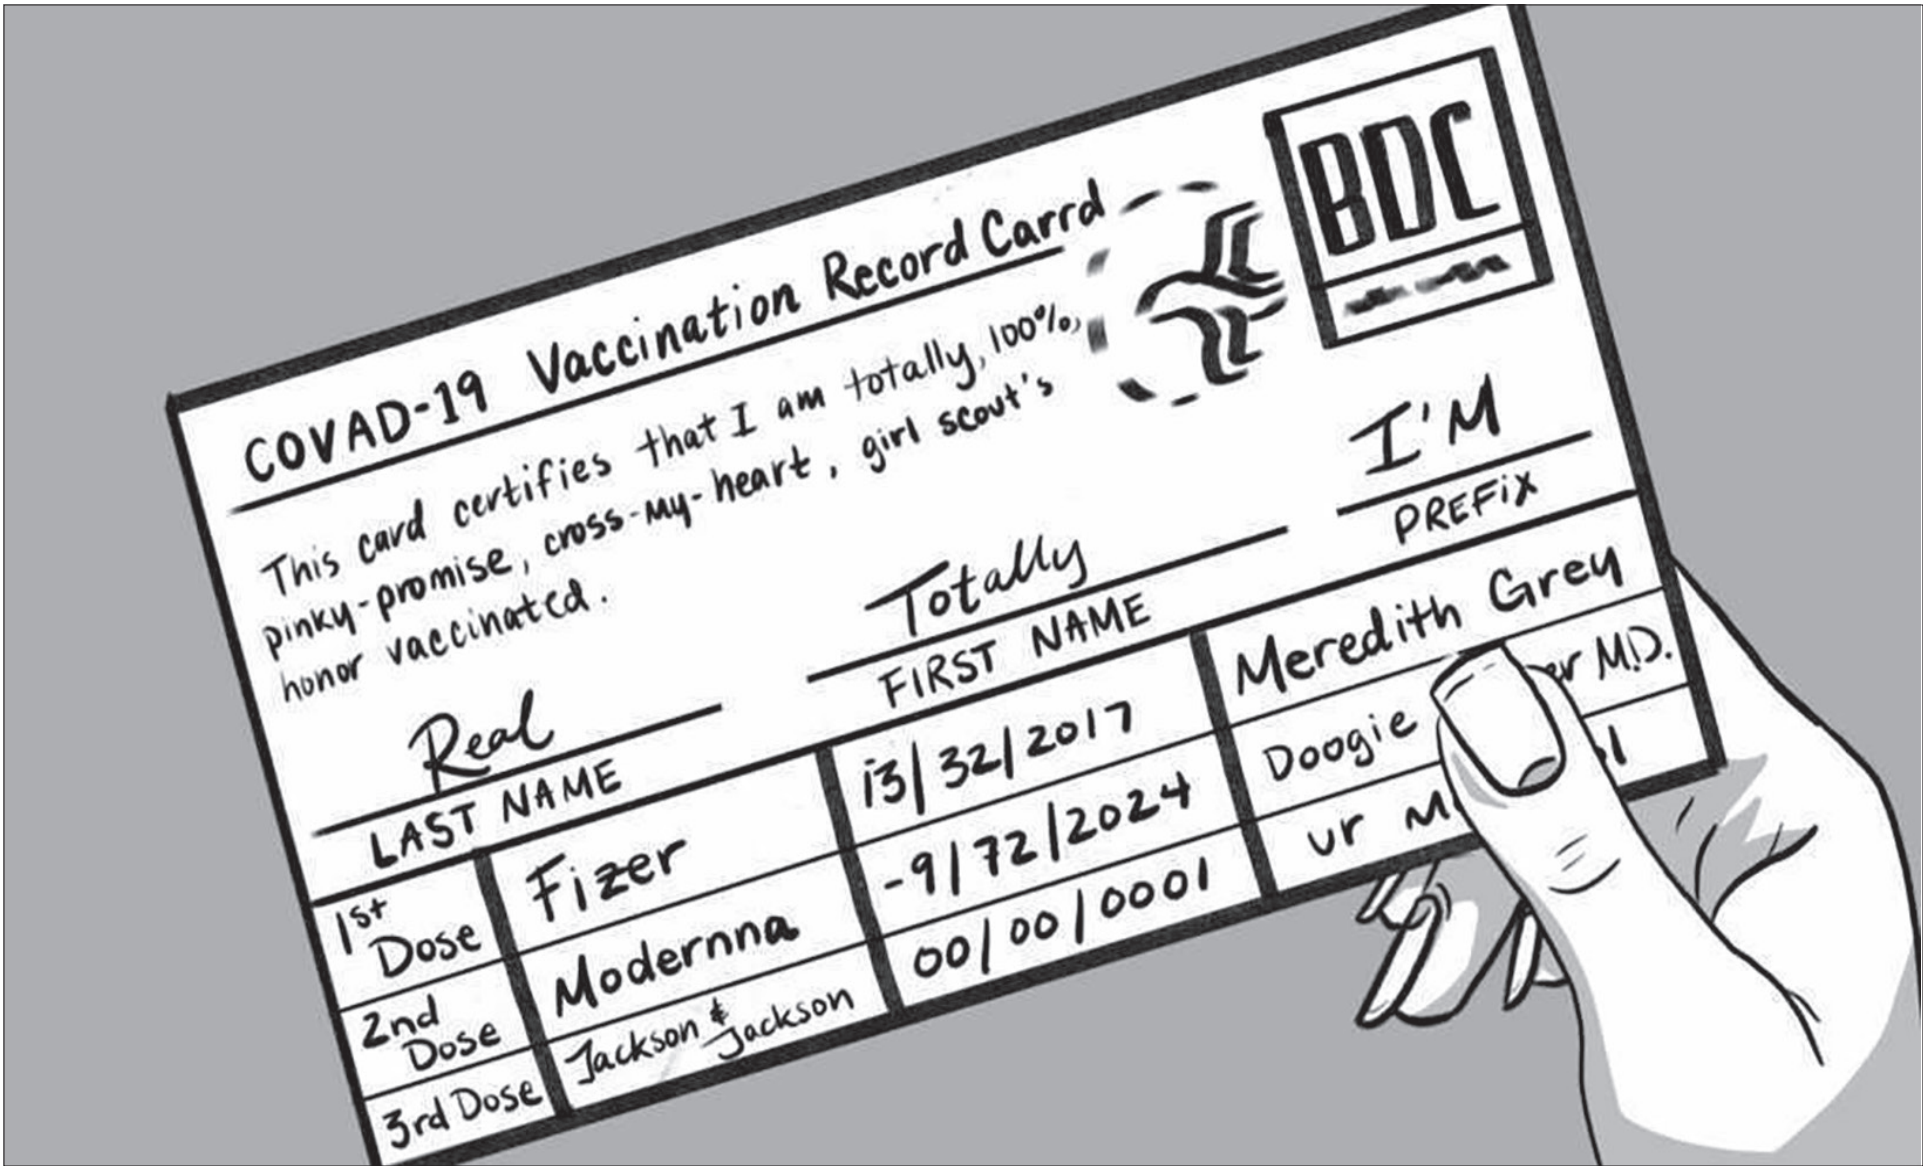 BDC
COVAD-19 Vaccination Record Carrd
This card certifies that I am totally, 100%,
pinky-promise, cross-my-heart, girl scout's
honor vaccinated.
Real Totally I'M
LAST NAME FIRST NAME PREFIX
1st Dose Fizer i3/32/2017 Meredith Grey
2nd Dose Modernna -9/72/2024 Doogie M.D.
3rd Dose Jackson & Jackson 00/00/0001 ur